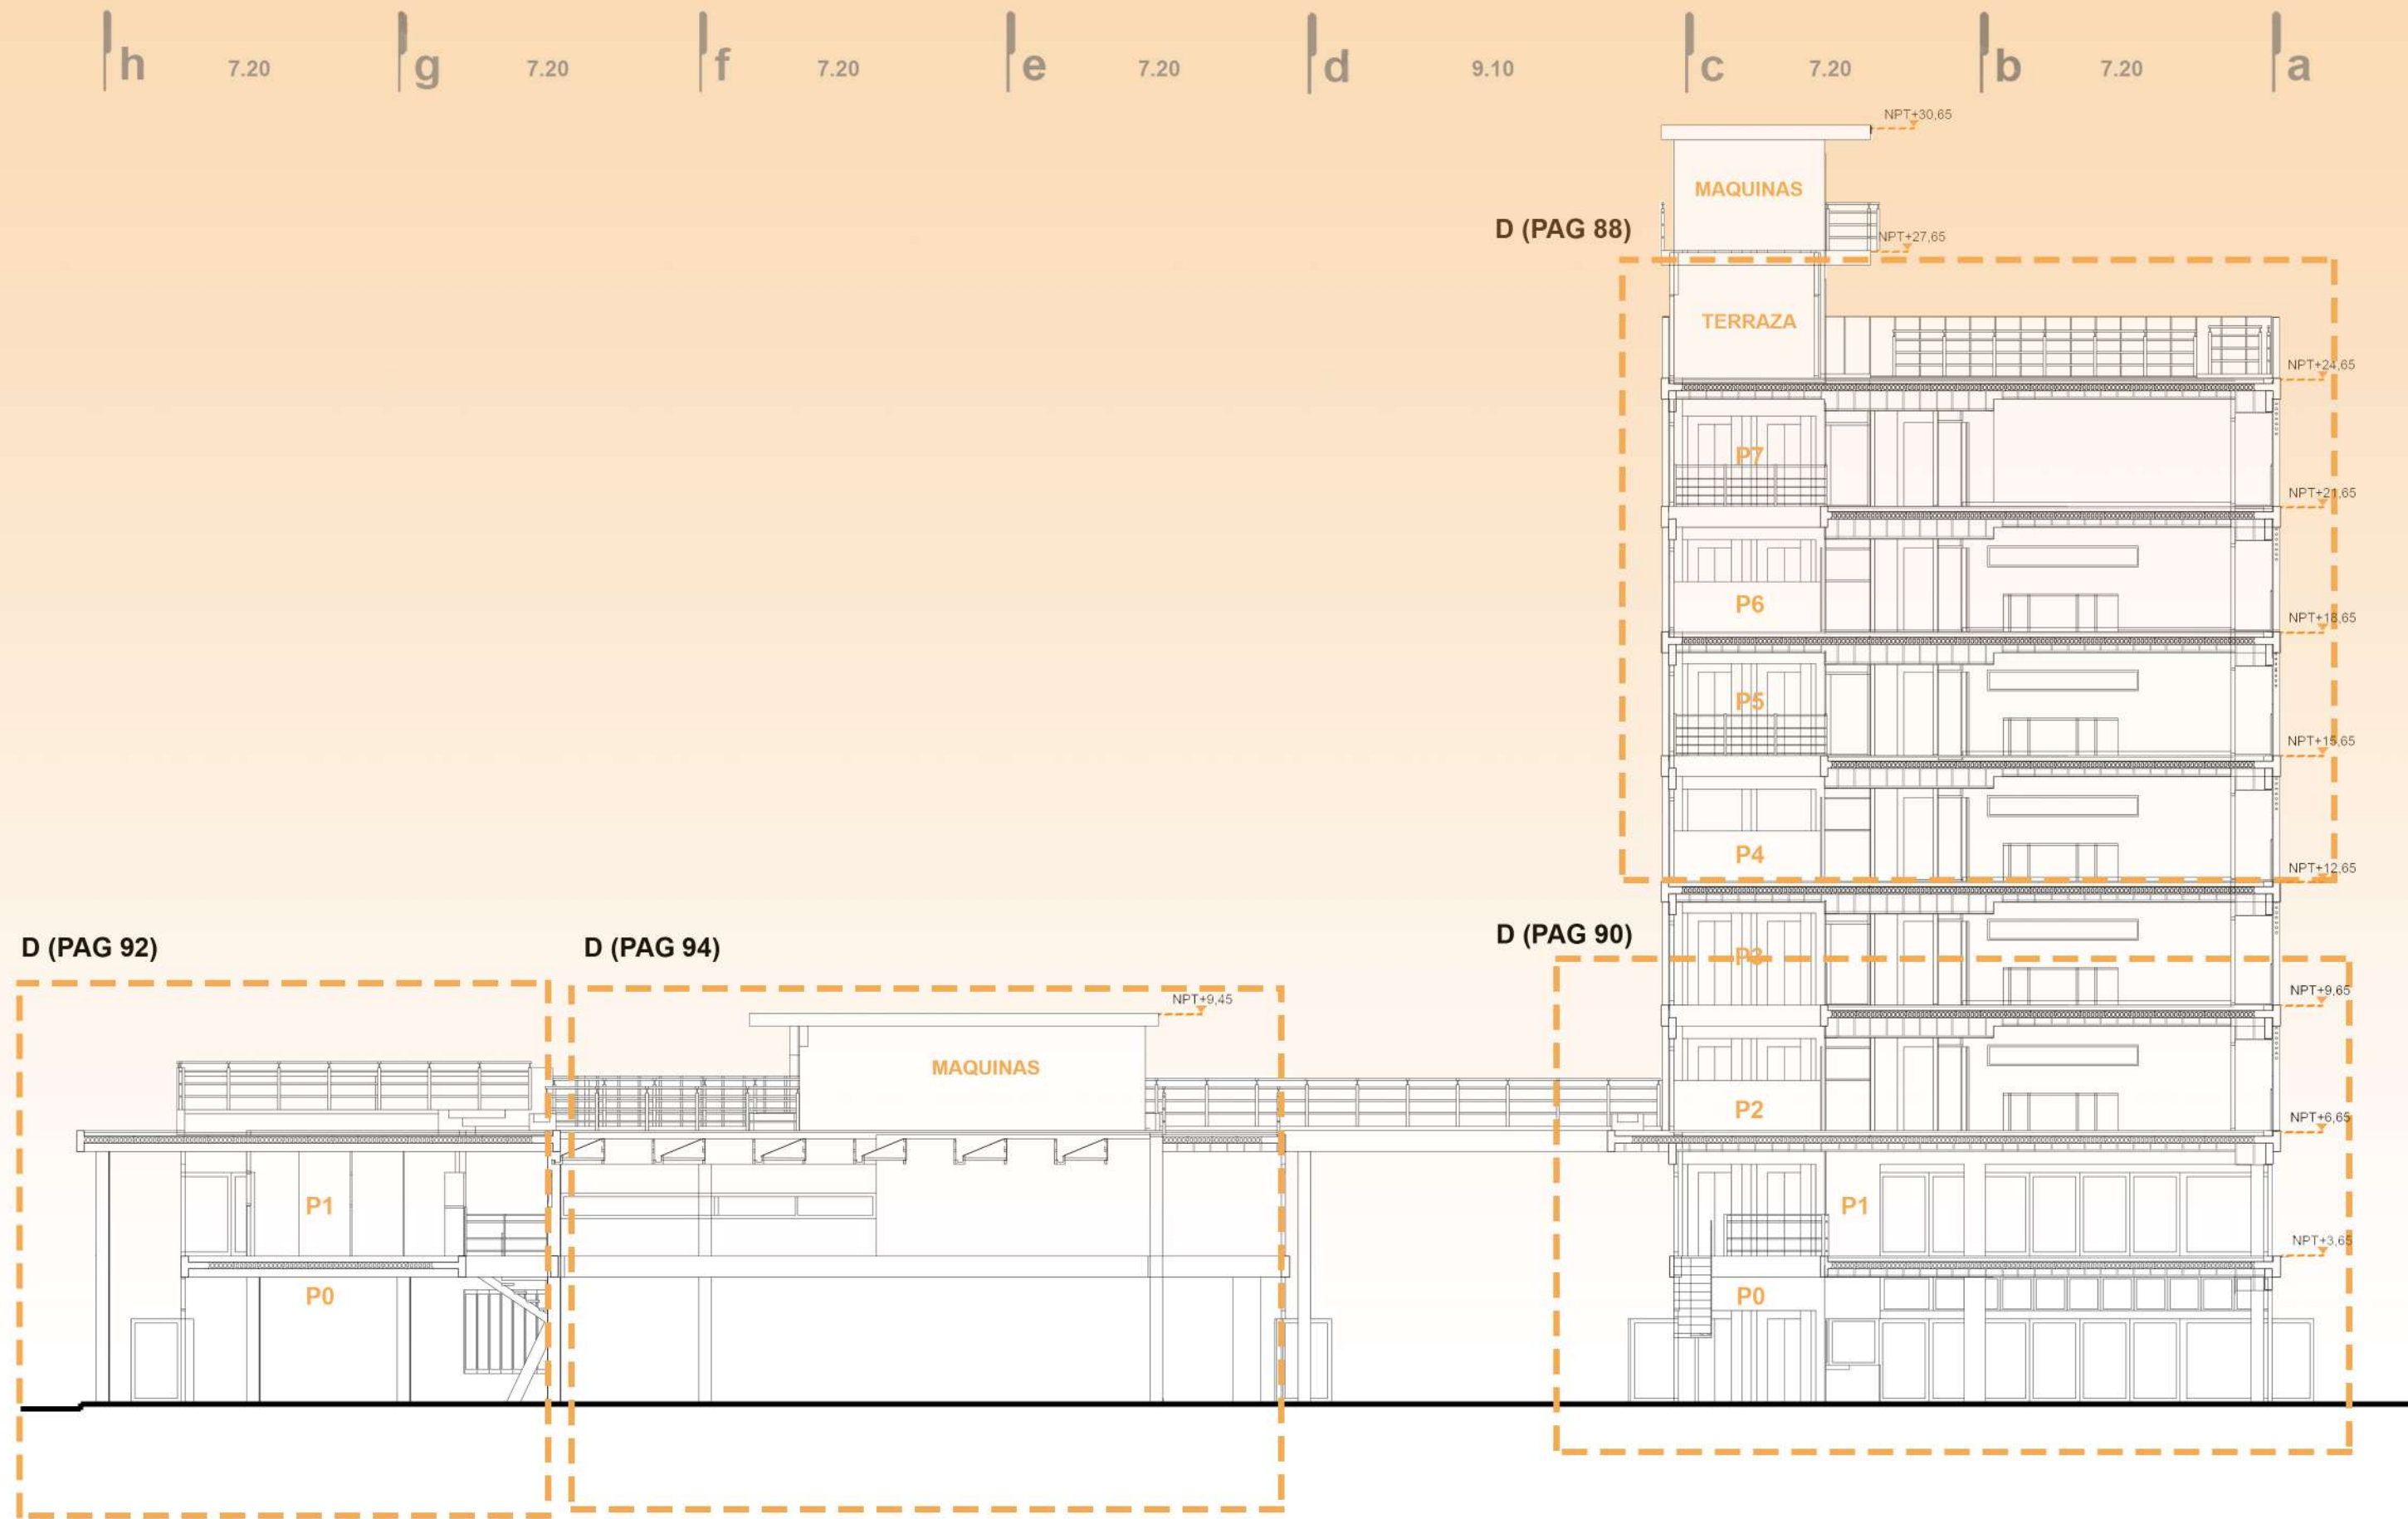 h 7.20 g 7.20 f 7.20 e 7.20 d 9.10 c 7.20 b 7.20 a
NPT+30,65
MAQUINAS
D (PAG 88)
NPT+27,65
TERRAZA
NPT+24,65
P7
NPT+21,65
P6
NPT+18,65
P5
NPT+15,65
P4
NPT+12,65
D (PAG 92)
D (PAG 94)
D (PAG 90)
P3
NPT+9,65
NPT+9,45
MAQUINAS
P2
NPT+6,65
P1
P1
NPT+3,65
P0
P0